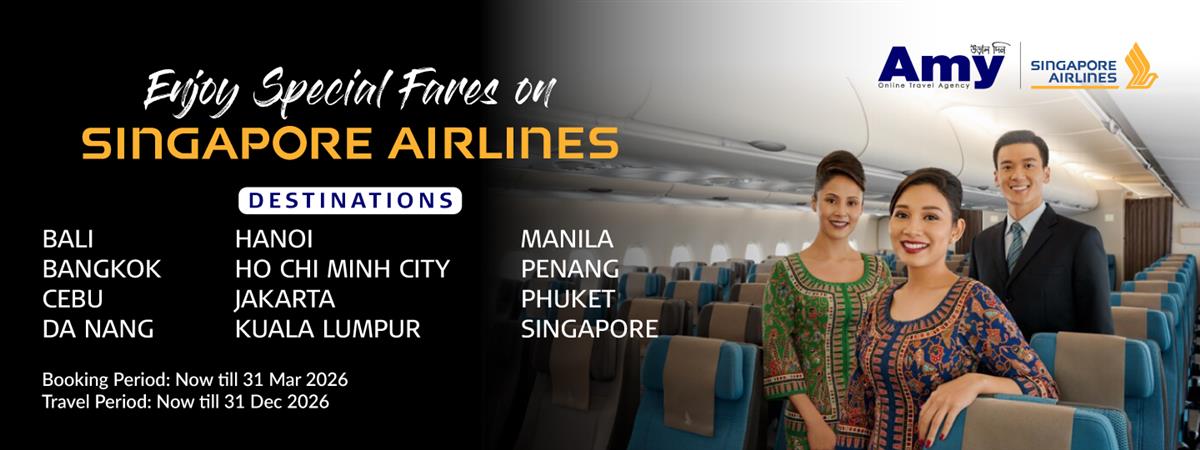 Enjoy Special Fares on
SINGAPORE AIRLINES
DESTINATIONS
BALI
BANGKOK
CEBU
DA NANG
HANOI
HO CHI MINH CITY
JAKARTA
KUALA LUMPUR
MANILA
PENANG
PHUKET
SINGAPORE
Booking Period: Now till 31 Mar 2026
Travel Period: Now till 31 Dec 2026
উড়াল দিন
Amy
Online Travel Agency
SINGAPORE
AIRLINES